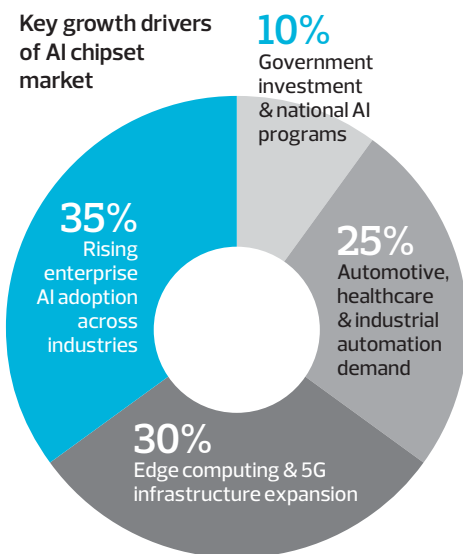 Key growth drivers
of AI chipset
market
10%
Government
investment
& national AI
programs
25%
Automotive,
healthcare
& industrial
automation
demand
30%
Edge computing & 5G
infrastructure expansion
35%
Rising
enterprise
AI adoption
across
industries